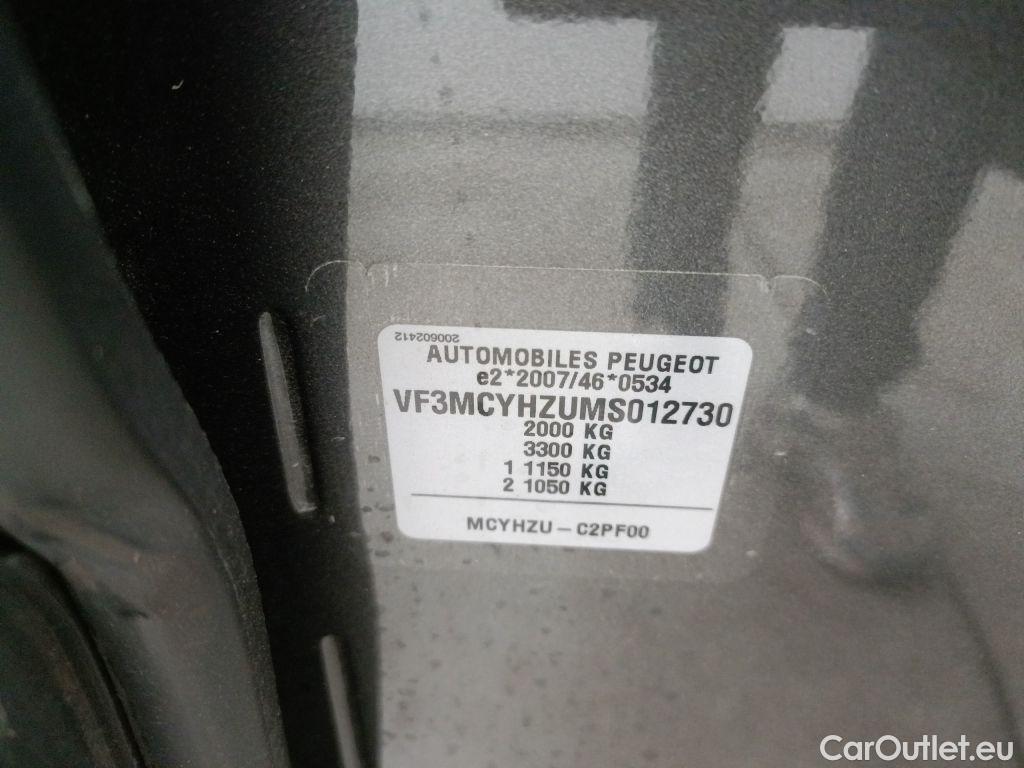 200602412
AUTOMOBILES PEUGEOT
e2*2007/46*0534
VF3MCYHZUMS012730
2000 KG
3300 KG
1 1150 KG
2 1050 KG
MCYHZU – C2PF00
CarOutlet.eu